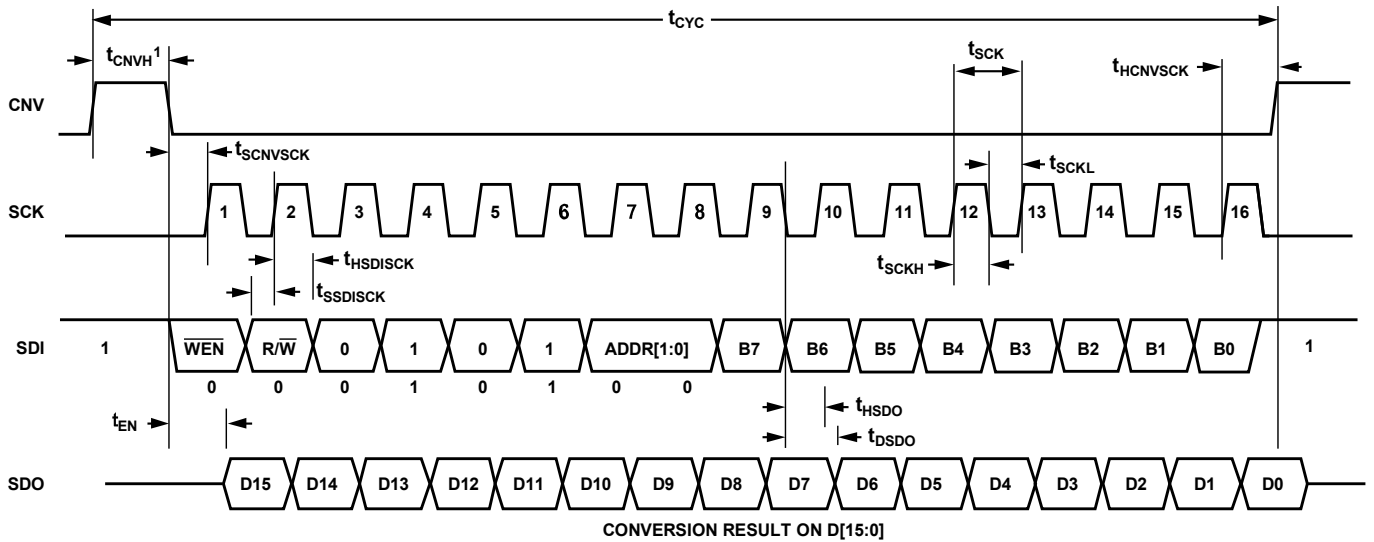 tCYC
tCNVH1
tSCK
tHCNVSCK
CNV
tSCNVSCK
tSCKL
SCK 1 2 3 4 5 6 7 8 9 10 11 12 13 14 15 16
tHSDISCK
tSCKH
tSSDISCK
SDI 1 WEN R/W 0 1 0 1 ADDR[1:0] B7 B6 B5 B4 B3 B2 B1 B0 1
0 0 0 1 0 1 0 0
tHSDO
tEN
tDSDO
SDO D15 D14 D13 D12 D11 D10 D9 D8 D7 D6 D5 D4 D3 D2 D1 D0
CONVERSION RESULT ON D[15:0]